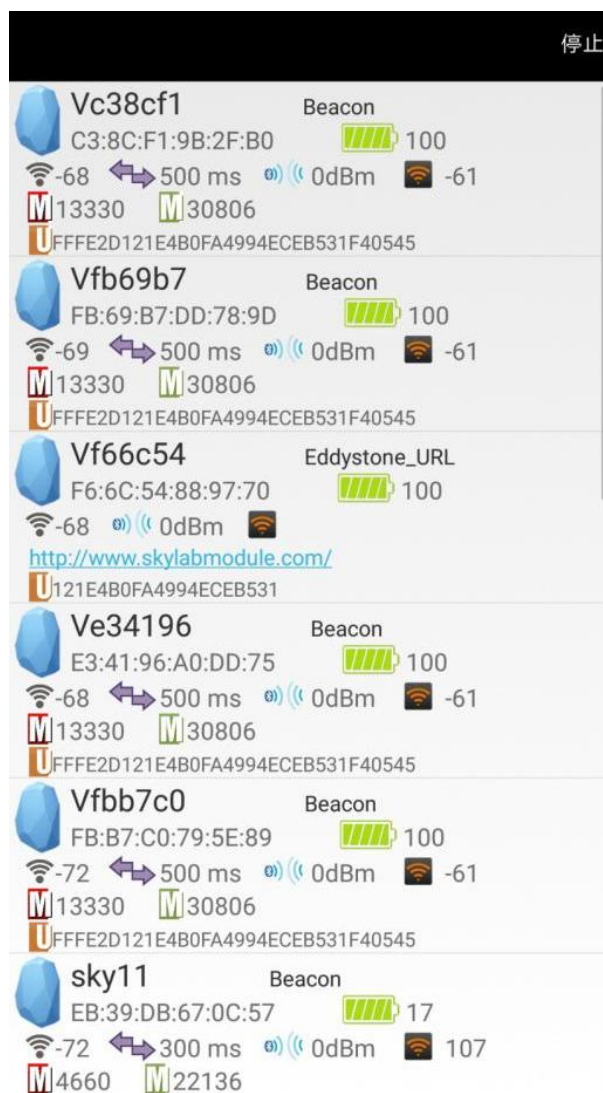 停止
Vc38cf1 Beacon
C3:8C:F1:9B:2F:B0 100
-68 500 ms 0dBm -61
M 13330 M 30806
U FFFE2D121E4B0FA4994ECEB531F40545
Vfb69b7 Beacon
FB:69:B7:DD:78:9D 100
-69 500 ms 0dBm -61
M 13330 M 30806
U FFFE2D121E4B0FA4994ECEB531F40545
Vf66c54 Eddystone_URL
F6:6C:54:88:97:70 100
-68 0dBm
http://www.skylabmodule.com/
U 121E4B0FA4994ECEB531
Ve34196 Beacon
E3:41:96:A0:DD:75 100
-68 500 ms 0dBm -61
M 13330 M 30806
U FFFE2D121E4B0FA4994ECEB531F40545
Vfbb7c0 Beacon
FB:B7:C0:79:5E:89 100
-72 500 ms 0dBm -61
M 13330 M 30806
U FFFE2D121E4B0FA4994ECEB531F40545
sky11 Beacon
EB:39:DB:67:0C:57 17
-72 300 ms 0dBm 107
M 4660 M 22136